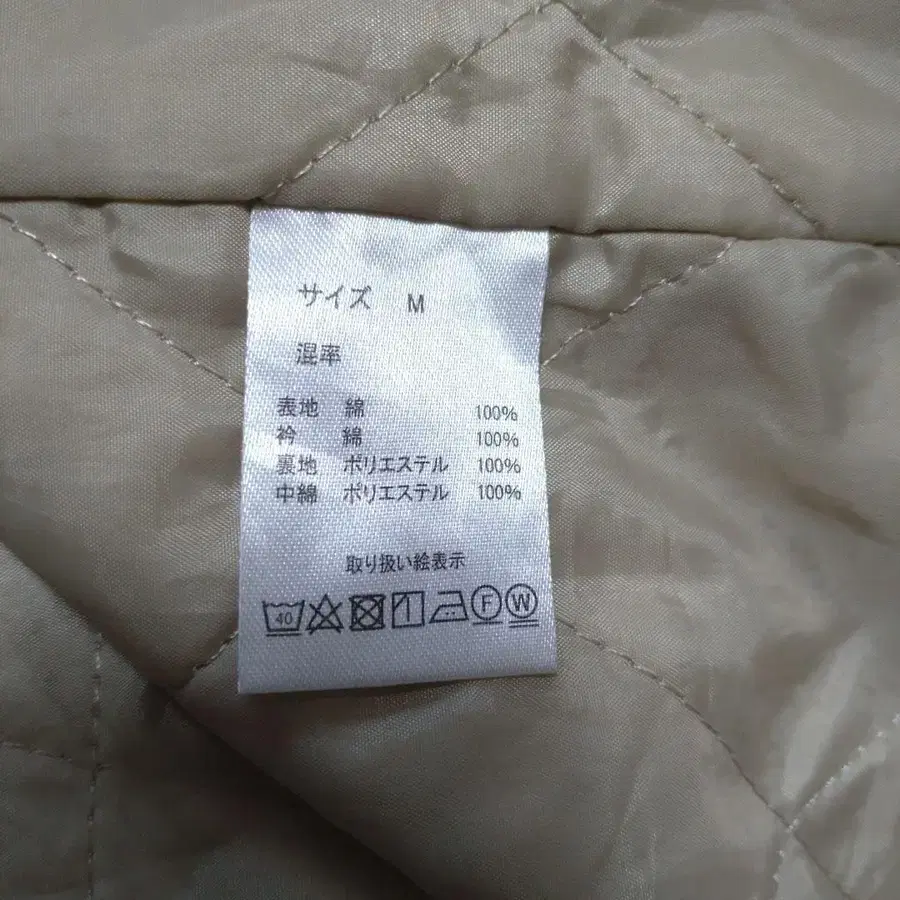 サイズ M
混率
表地 綿 100%
衿 綿 100%
裏地 ポリエステル 100%
中綿 ポリエステル 100%
取り扱い絵表示
40 F W